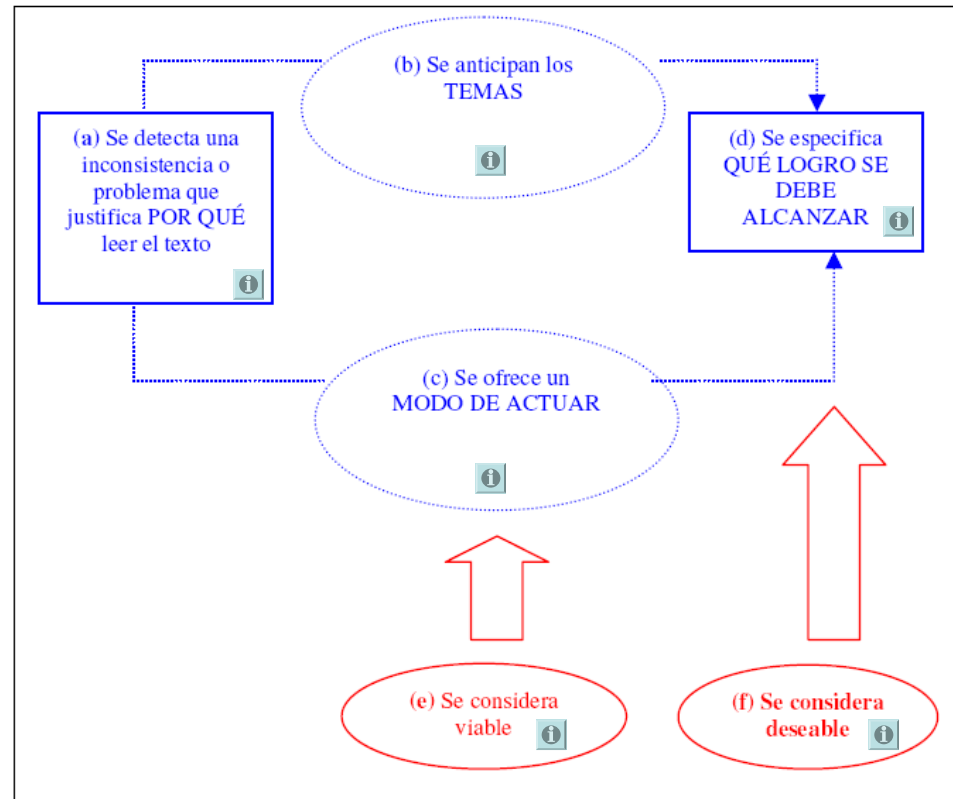 (b) Se anticipan los
TEMAS
(a) Se detecta una
inconsistencia o
problema que
justifica POR QUÉ
leer el texto
(d) Se especifica
QUÉ LOGRO SE
DEBE
ALCANZAR
(c) Se ofrece un
MODO DE ACTUAR
(e) Se considera
viable
(f) Se considera
deseable